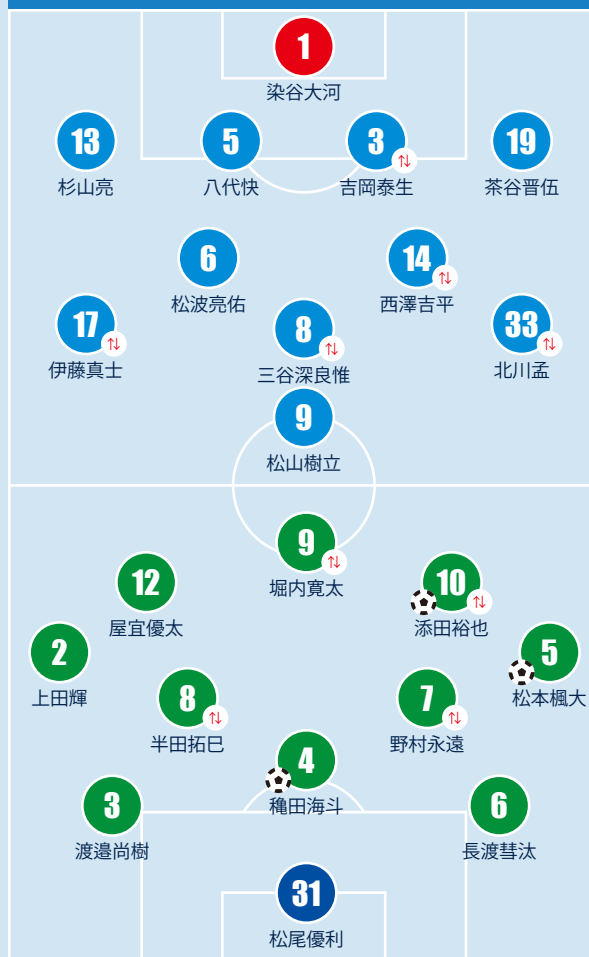 1
染谷大河
13
杉山亮
5
八代快
3
吉岡泰生
19
茶谷晋伍
6
松波亮佑
14
西澤吉平
17
伊藤真士
8
三谷深良惟
33
北川孟
9
松山樹立
9
堀内寛太
12
屋宜優太
10
添田裕也
2
上田輝
5
松本楓大
8
半田拓巳
7
野村永遠
4
穐田海斗
3
渡邉尚樹
6
長渡彗汰
31
松尾優利